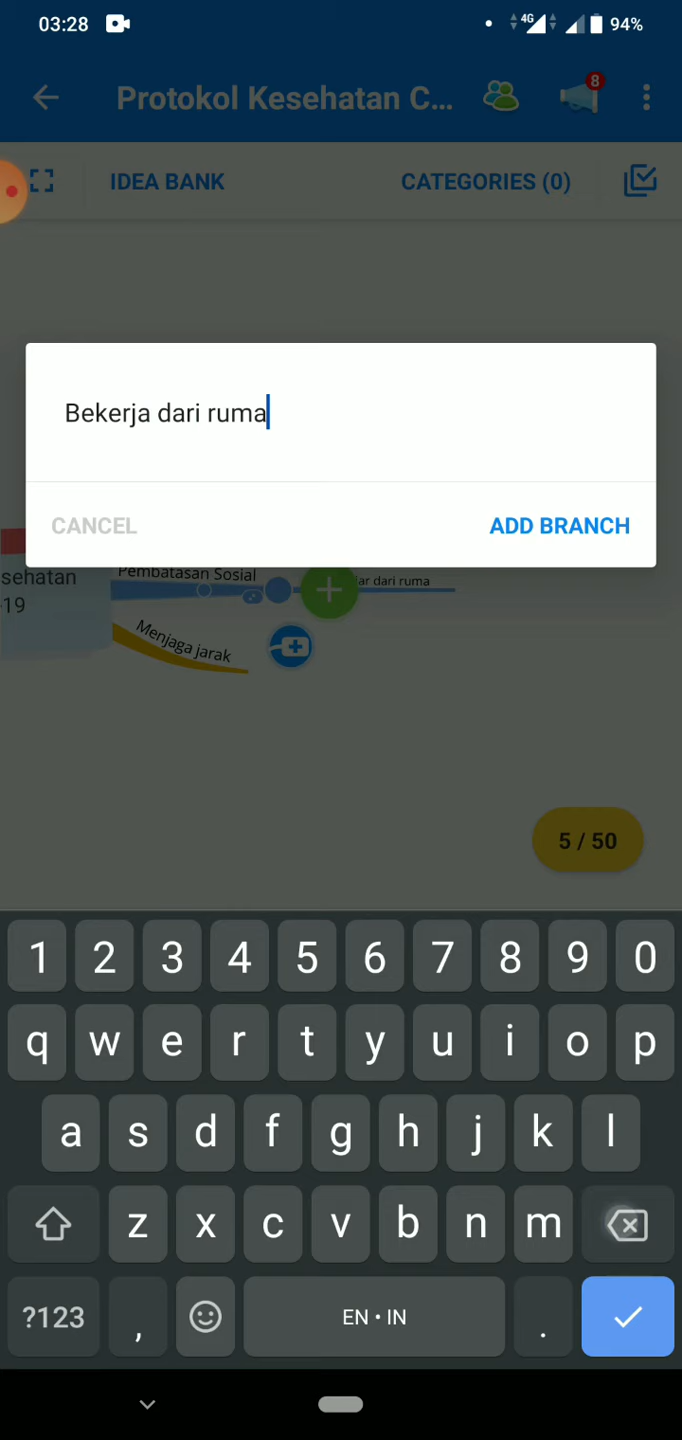 03:28
4G
94%
Protokol Kesehatan C...
8
IDEA BANK
CATEGORIES (0)
Bekerja dari ruma
CANCEL
ADD BRANCH
sehatan
-19
Pembatasan Sosial
jar dari ruma
Menjaga jarak
5 / 50
1 2 3 4 5 6 7 8 9 0
q w e r t y u i o p
a s d f g h j k l
z x c v b n m
?123 , EN • IN .